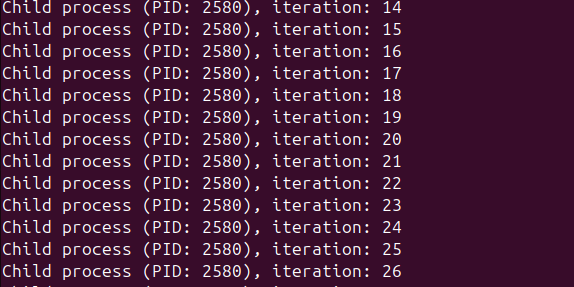 Child process (PID: 2580), iteration: 14
Child process (PID: 2580), iteration: 15
Child process (PID: 2580), iteration: 16
Child process (PID: 2580), iteration: 17
Child process (PID: 2580), iteration: 18
Child process (PID: 2580), iteration: 19
Child process (PID: 2580), iteration: 20
Child process (PID: 2580), iteration: 21
Child process (PID: 2580), iteration: 22
Child process (PID: 2580), iteration: 23
Child process (PID: 2580), iteration: 24
Child process (PID: 2580), iteration: 25
Child process (PID: 2580), iteration: 26